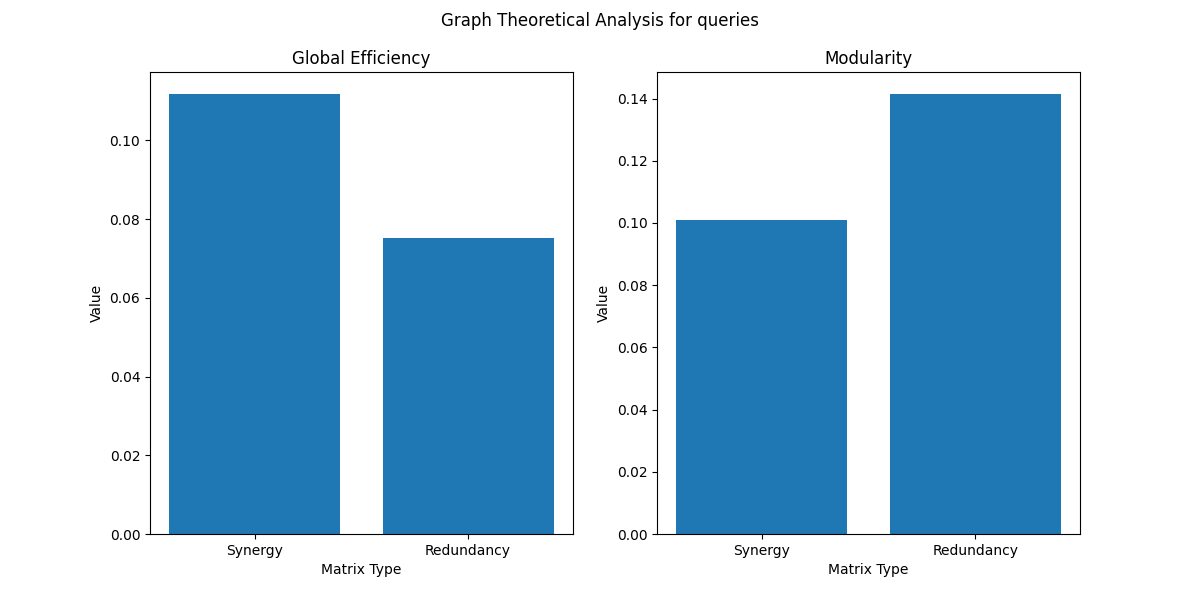 Graph Theoretical Analysis for queries
Global Efficiency
0.10
0.08
0.06
0.04
0.02
0.00
Value
Synergy
Redundancy
Matrix Type
Modularity
0.14
0.12
0.10
0.08
0.06
0.04
0.02
0.00
Value
Synergy
Redundancy
Matrix Type